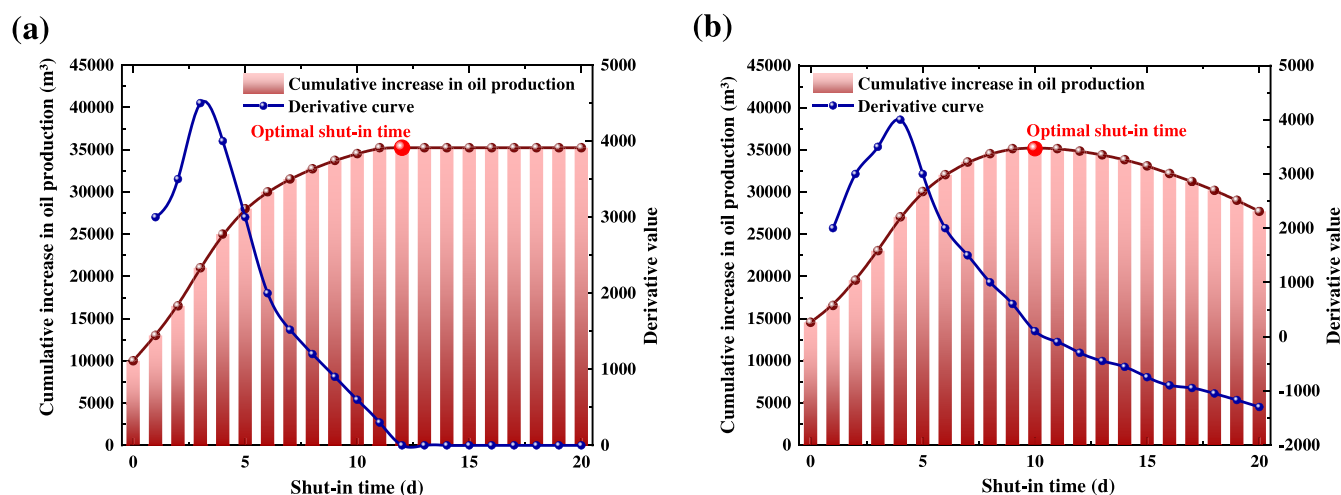 (a)
45000
40000
35000
30000
25000
20000
15000
10000
5000
0
Cumulative increase in oil production (m³)
Cumulative increase in oil production
Derivative curve
Optimal shut-in time
5000
4000
3000
2000
1000
0
Derivative value
0 5 10 15 20
Shut-in time (d)
(b)
45000
40000
35000
30000
25000
20000
15000
10000
5000
0
Cumulative increase in oil production (m³)
Cumulative increase in oil production
Derivative curve
Optimal shut-in time
5000
4000
3000
2000
1000
0
-1000
-2000
Derivative value
0 5 10 15 20
Shut-in time (d)